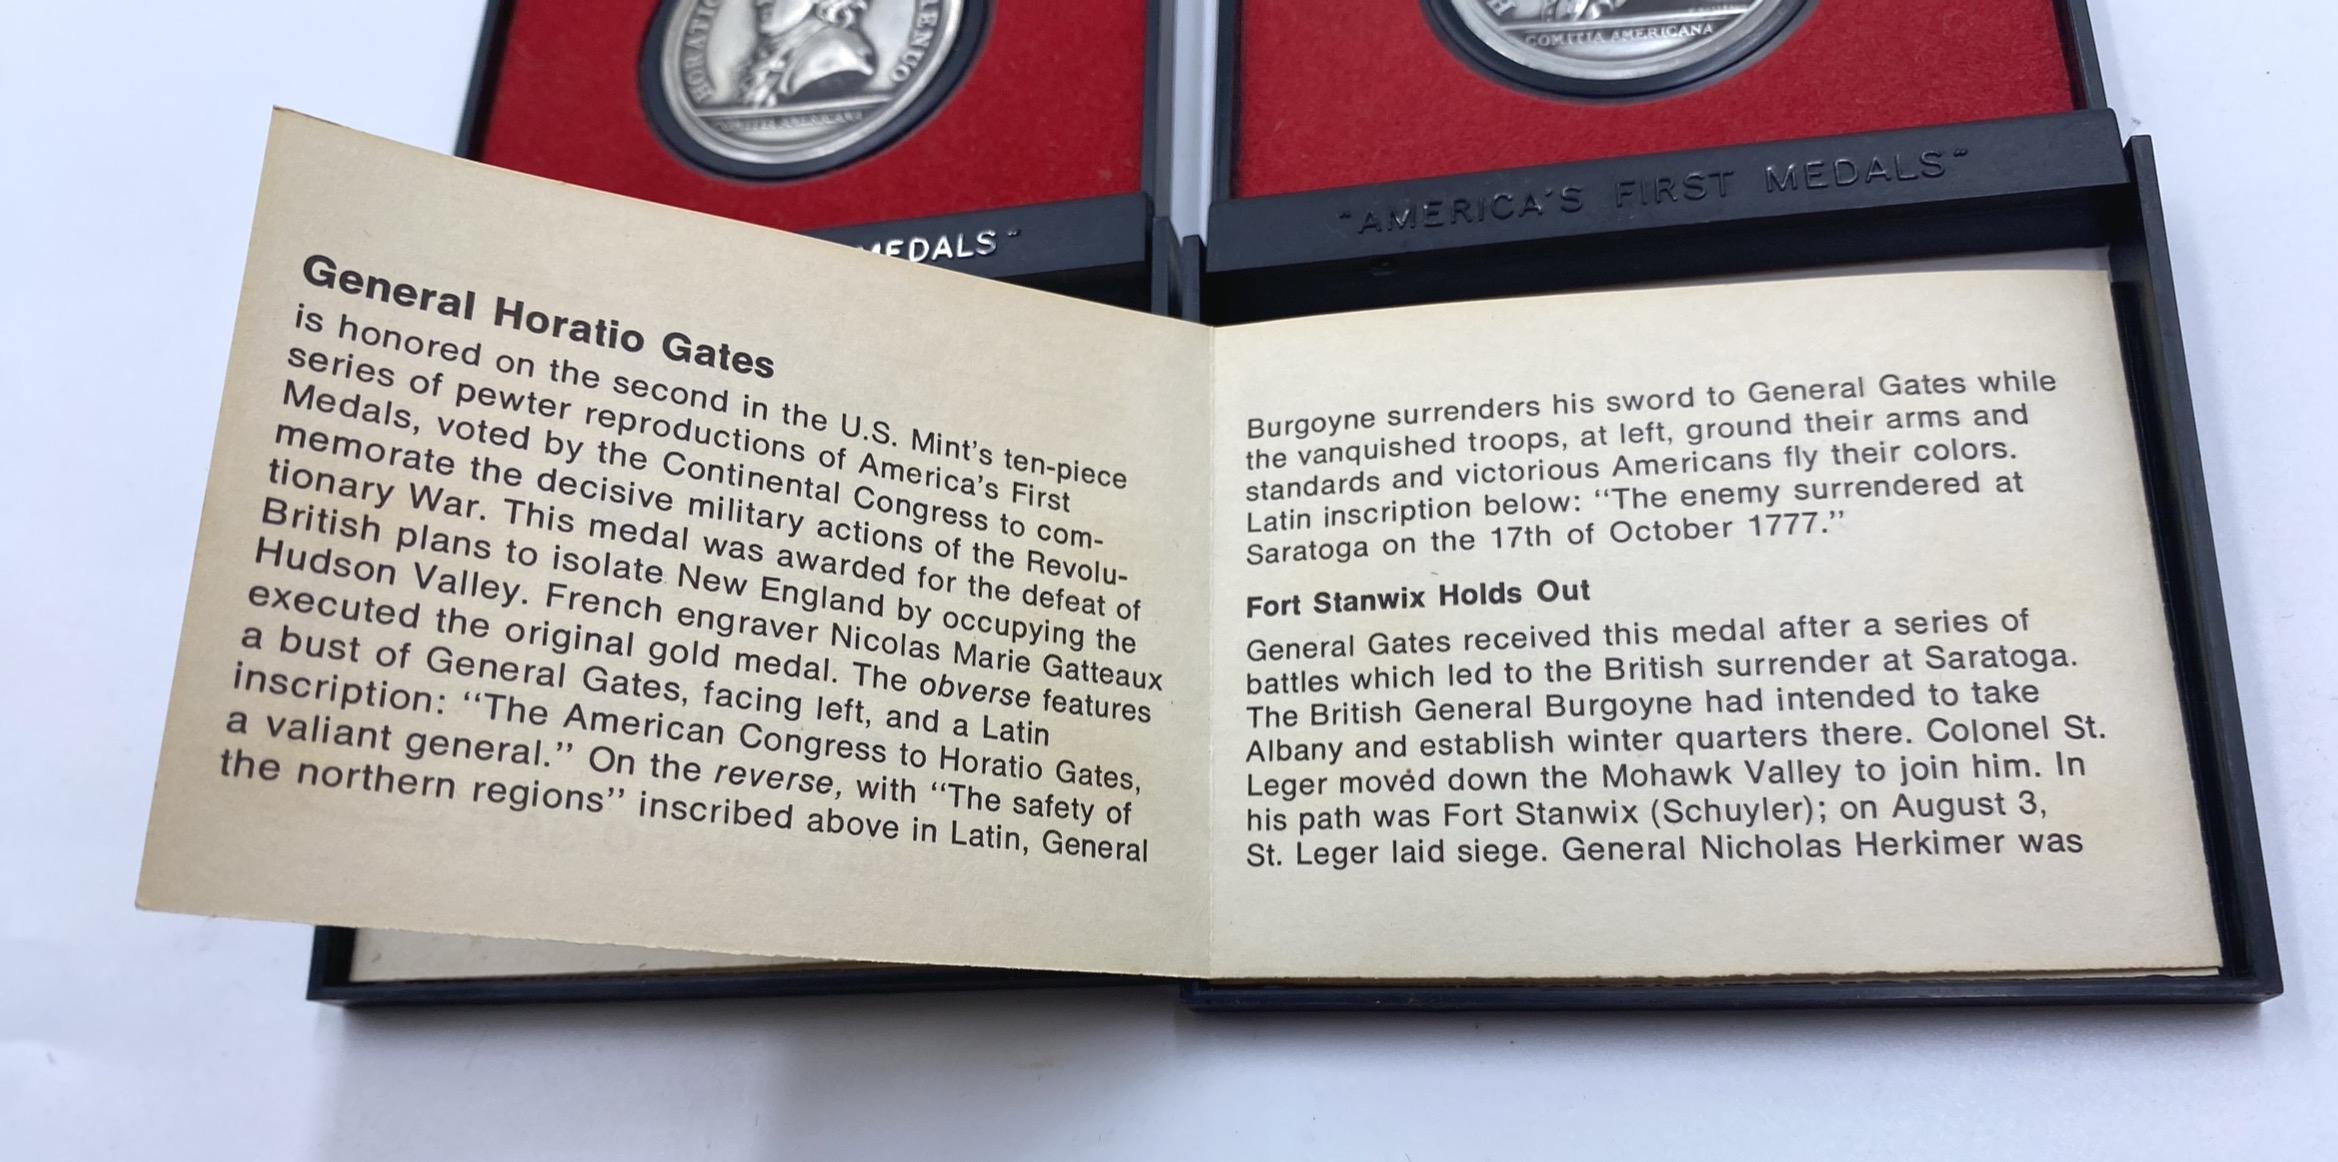 HORATIO
LENUO
COMITIA AMERICANA
MEDALS"
"AMERICA'S FIRST MEDALS"
General Horatio Gates
is honored on the second in the U.S. Mint's ten-piece
series of pewter reproductions of America's First
Medals, voted by the Continental Congress to com-
memorate the decisive military actions of the Revolu-
tionary War. This medal was awarded for the defeat of
British plans to isolate New England by occupying the
Hudson Valley. French engraver Nicolas Marie Gatteaux
executed the original gold medal. The obverse features
a bust of General Gates, facing left, and a Latin
inscription: "The American Congress to Horatio Gates,
a valiant general." On the reverse, with "The safety of
the northern regions" inscribed above in Latin, General
Burgoyne surrenders his sword to General Gates while
the vanquished troops, at left, ground their arms and
standards and victorious Americans fly their colors.
Latin inscription below: "The enemy surrendered at
Saratoga on the 17th of October 1777."
Fort Stanwix Holds Out
General Gates received this medal after a series of
battles which led to the British surrender at Saratoga.
The British General Burgoyne had intended to take
Albany and establish winter quarters there. Colonel St.
Leger moved down the Mohawk Valley to join him. In
his path was Fort Stanwix (Schuyler); on August 3,
St. Leger laid siege. General Nicholas Herkimer was